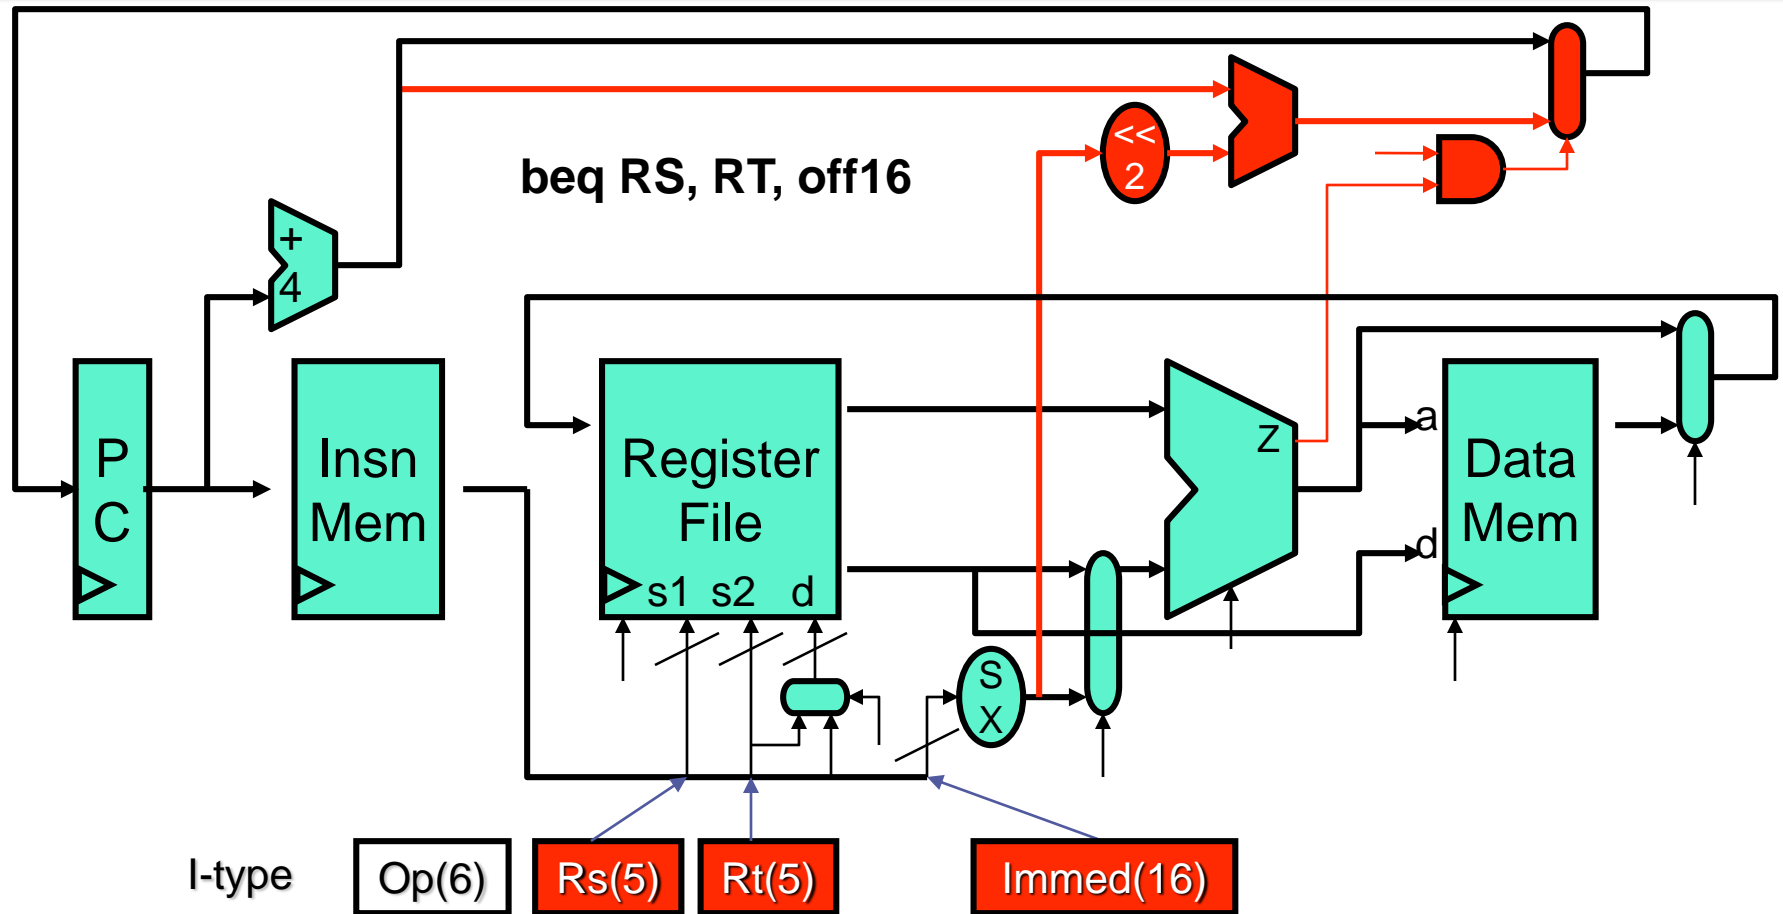 <<
2
beq RS, RT, off16
+
4
P
C
Insn
Mem
Register
File
s1 s2 d
Z
a
d
Data
Mem
S
X
I-type Op(6) Rs(5) Rt(5) Immed(16)